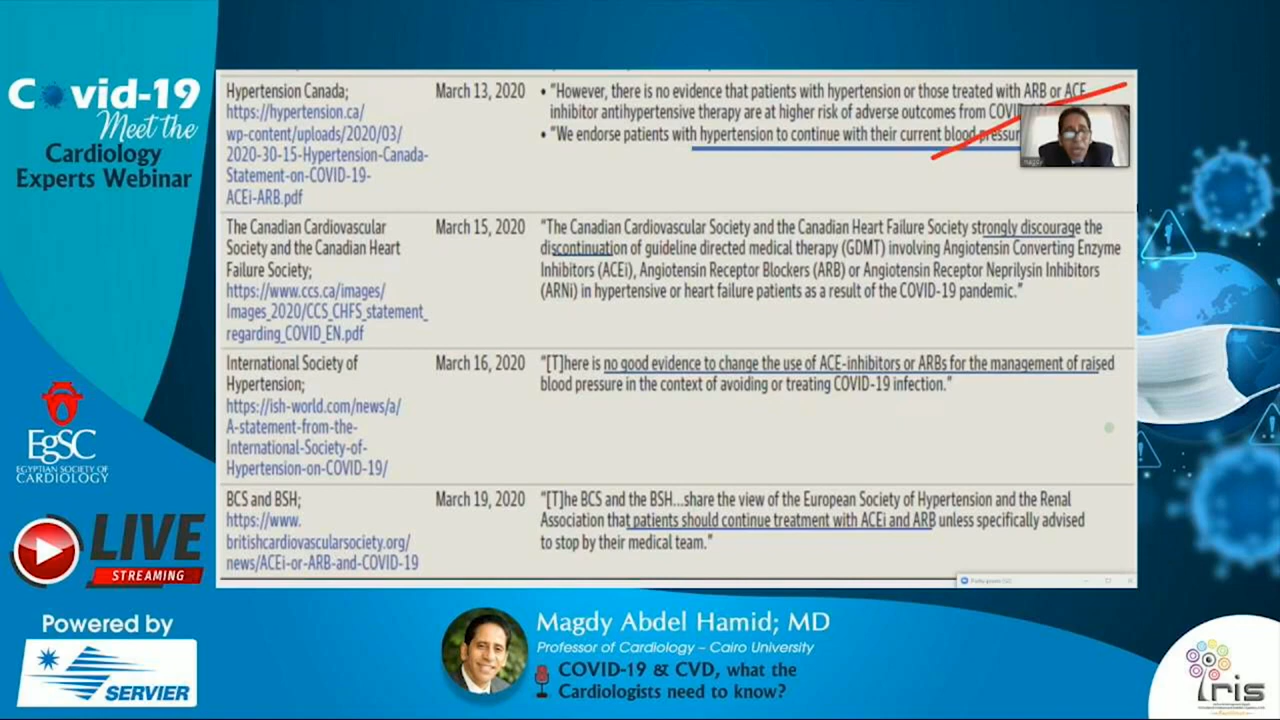 Covid-19
Meet the
Cardiology
Experts Webinar
EgSC
EGYPTIAN SOCIETY OF
CARDIOLOGY
LIVE
STREAMING
Powered by
SERVIER
Hypertension Canada;
https://hypertension.ca/
wp-content/uploads/2020/03/
2020-30-15-Hypertension-Canada-
Statement-on-COVID-19-
ACEi-ARB.pdf
March 13, 2020
• "However, there is no evidence that patients with hypertension or those treated with ARB or ACE
inhibitor antihypertensive therapy are at higher risk of adverse outcomes from
• "We endorse patients with hypertension to continue with their current blood
magdy
The Canadian Cardiovascular
Society and the Canadian Heart
Failure Society;
https://www.ccs.ca/images/
Images_2020/CCS_CHFS_statement_
regarding_COVID_EN.pdf
March 15, 2020
"The Canadian Cardiovascular Society and the Canadian Heart Failure Society strongly discourage the
discontinuation of guideline directed medical therapy (GDMT) involving Angiotensin Converting Enzyme
Inhibitors (ACEi), Angiotensin Receptor Blockers (ARB) or Angiotensin Receptor Neprilysin Inhibitors
(ARNi) in hypertensive or heart failure patients as a result of the COVID-19 pandemic."
International Society of
Hypertension;
https://ish-world.com/news/a/
A-statement-from-the-
International-Society-of-
Hypertension-on-COVID-19/
March 16, 2020
"[T]here is no good evidence to change the use of ACE-inhibitors or ARBs for the management of raised
blood pressure in the context of avoiding or treating COVID-19 infection."
BCS and BSH;
https://www.
britishcardiovascularsociety.org/
news/ACEi-or-ARB-and-COVID-19
March 19, 2020
"[T]he BCS and the BSH...share the view of the European Society of Hypertension and the Renal
Association that patients should continue treatment with ACEi and ARB unless specifically advised
to stop by their medical team."
Magdy Abdel Hamid; MD
Professor of Cardiology – Cairo University
COVID-19 & CVD, what the
Cardiologists need to know?
Iris